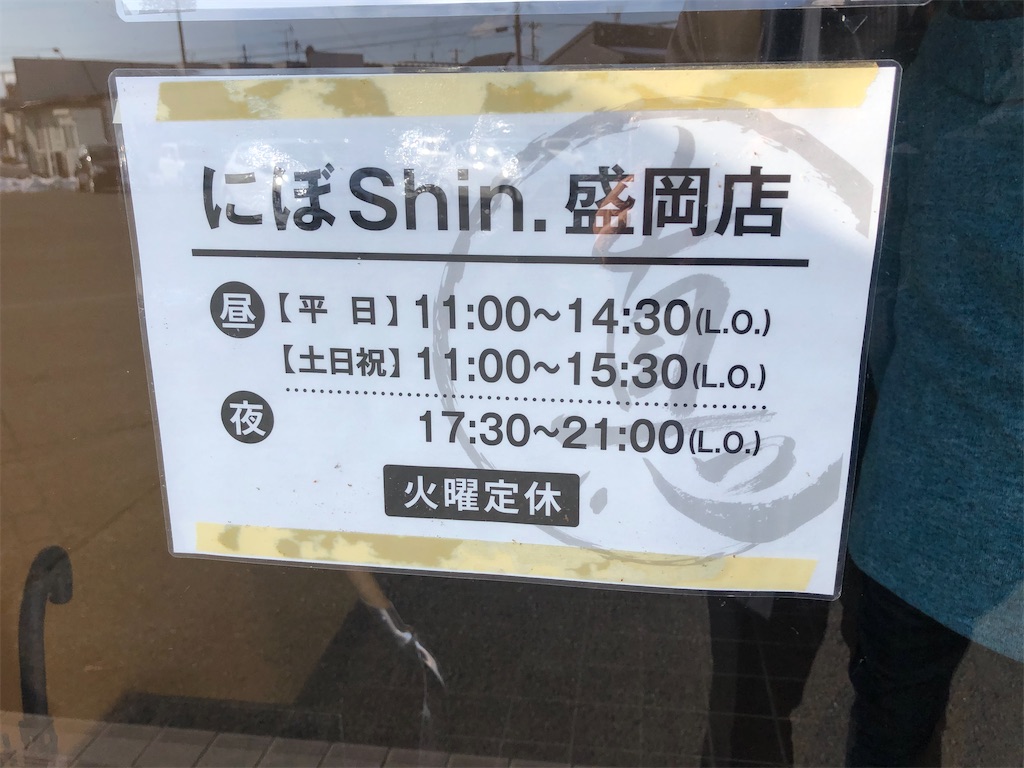 にぼShin.盛岡店
昼【平 日】11:00~14:30(L.O.)
【土日祝】11:00~15:30(L.O.)
夜 17:30~21:00(L.O.)
火曜定休